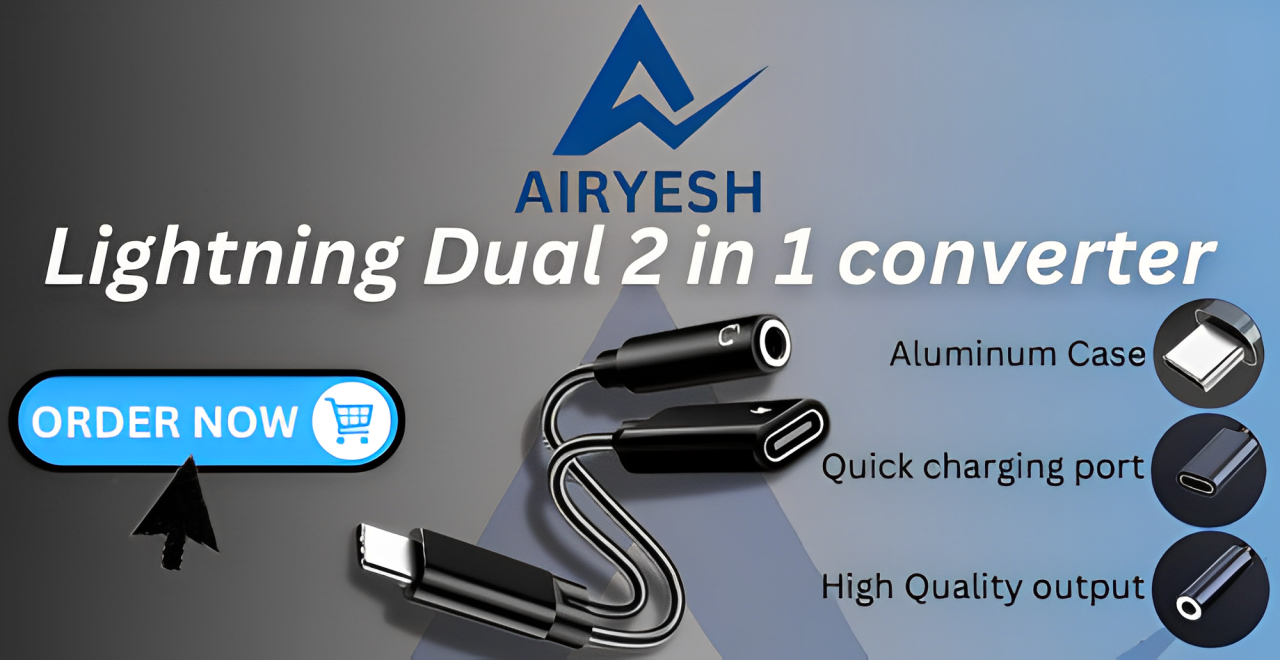 AIRYESH
Lightning Dual 2 in 1 converter
ORDER NOW
Aluminum Case
Quick charging port
High Quality output